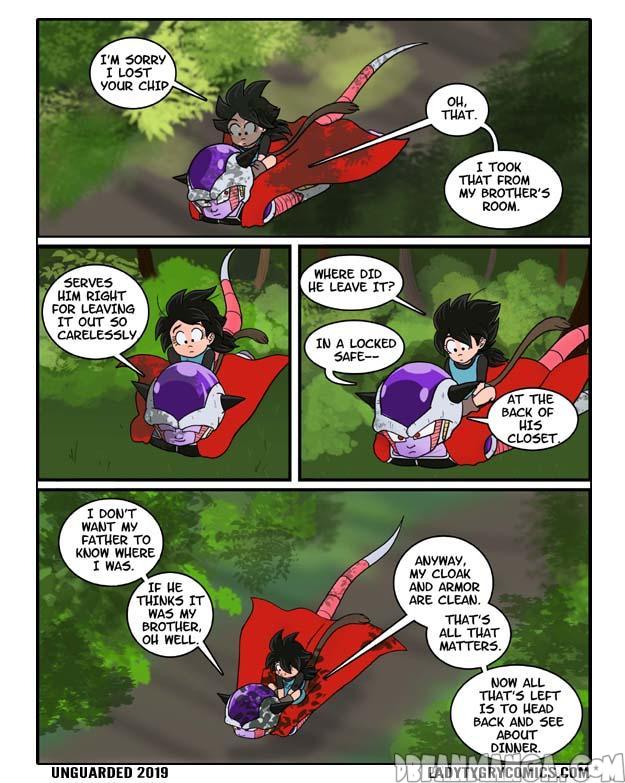 I'M SORRY
I LOST
YOUR CHIP
OH,
THAT.
I TOOK
THAT FROM
MY BROTHER'S
ROOM.
SERVES
HIM RIGHT
FOR LEAVING
IT OUT SO
CARELESSLY
WHERE DID
HE LEAVE IT?
IN A LOCKED
SAFE--
AT THE
BACK OF
HIS
CLOSET.
I DON'T
WANT MY
FATHER TO
KNOW WHERE
I WAS.
IF HE
THINKS IT
WAS MY
BROTHER,
OH WELL.
ANYWAY,
MY CLOAK
AND ARMOR
ARE CLEAN.
THAT'S
ALL THAT
MATTERS.
NOW ALL
THAT'S LEFT
IS TO HEAD
BACK AND SEE
ABOUT
DINNER.
UNGUARDED 2019
LADYTYGRYCOMICS.COM
DBFANMANGA.COM